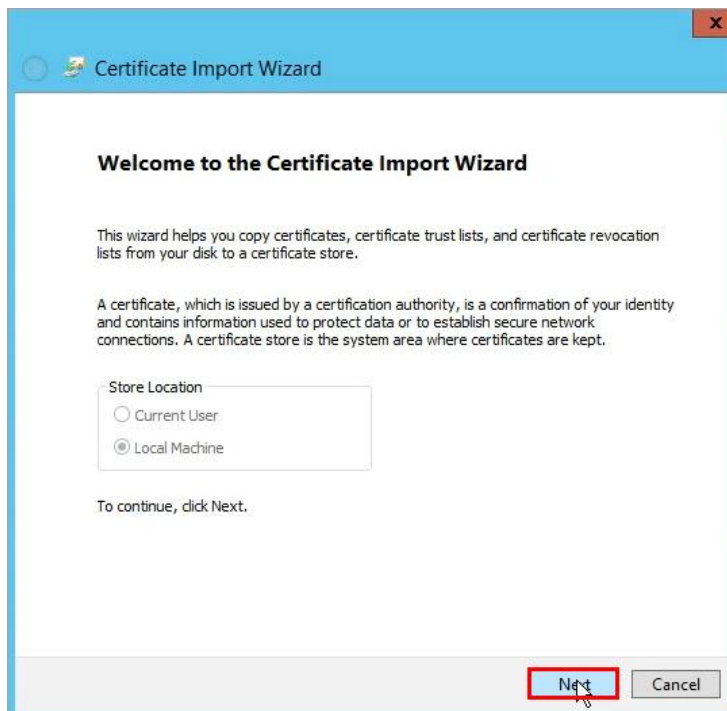 x
Certificate Import Wizard
Welcome to the Certificate Import Wizard
This wizard helps you copy certificates, certificate trust lists, and certificate revocation
lists from your disk to a certificate store.
A certificate, which is issued by a certification authority, is a confirmation of your identity
and contains information used to protect data or to establish secure network
connections. A certificate store is the system area where certificates are kept.
Store Location
Current User
Local Machine
To continue, click Next.
Next Cancel